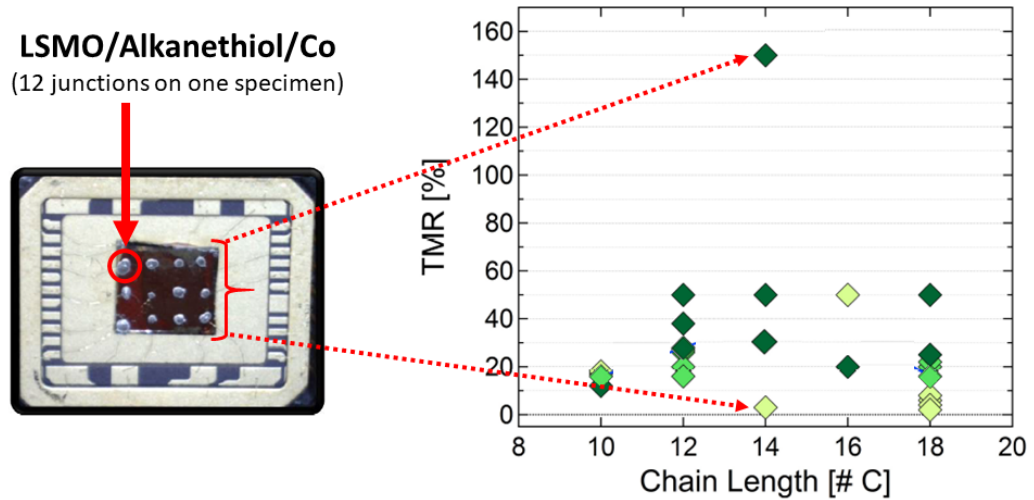 LSMO/Alkanethiol/Co
(12 junctions on one specimen)
TMR [%]
160
140
120
100
80
60
40
20
0
8 10 12 14 16 18 20
Chain Length [# C]